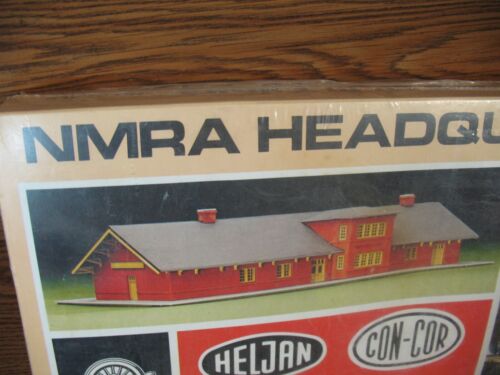 NMRA HEADQU
HELJAN
CON-COR